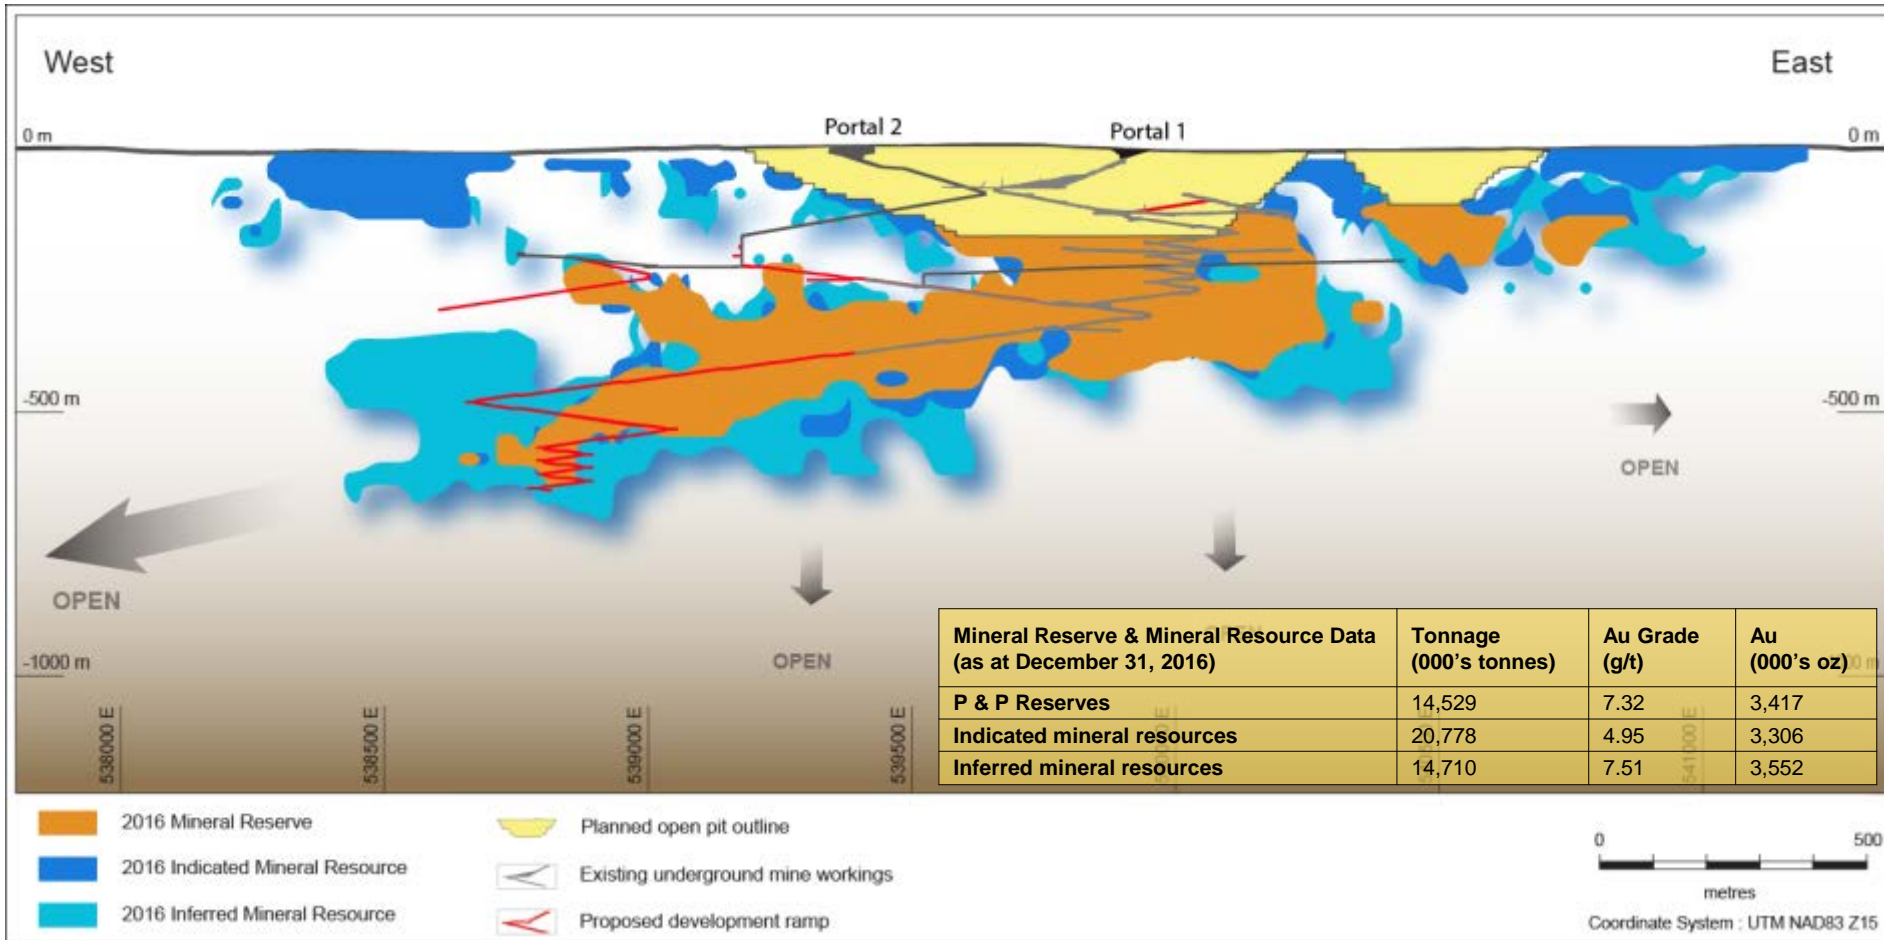 West
East
Portal 2
Portal 1
0 m
0 m
-500 m
-500 m
OPEN
OPEN
OPEN
-1000 m
538000 E
538500 E
539000 E
539500 E
541000 E
Mineral Reserve & Mineral Resource Data (as at December 31, 2016) Tonnage (000's tonnes) Au Grade (g/t) Au (000's oz)
P & P Reserves 14,529 7.32 3,417
Indicated mineral resources 20,778 4.95 3,306
Inferred mineral resources 14,710 7.51 3,552
2016 Mineral Reserve
2016 Indicated Mineral Resource
2016 Inferred Mineral Resource
Planned open pit outline
Existing underground mine workings
Proposed development ramp
0 500
metres
Coordinate System : UTM NAD83 Z15